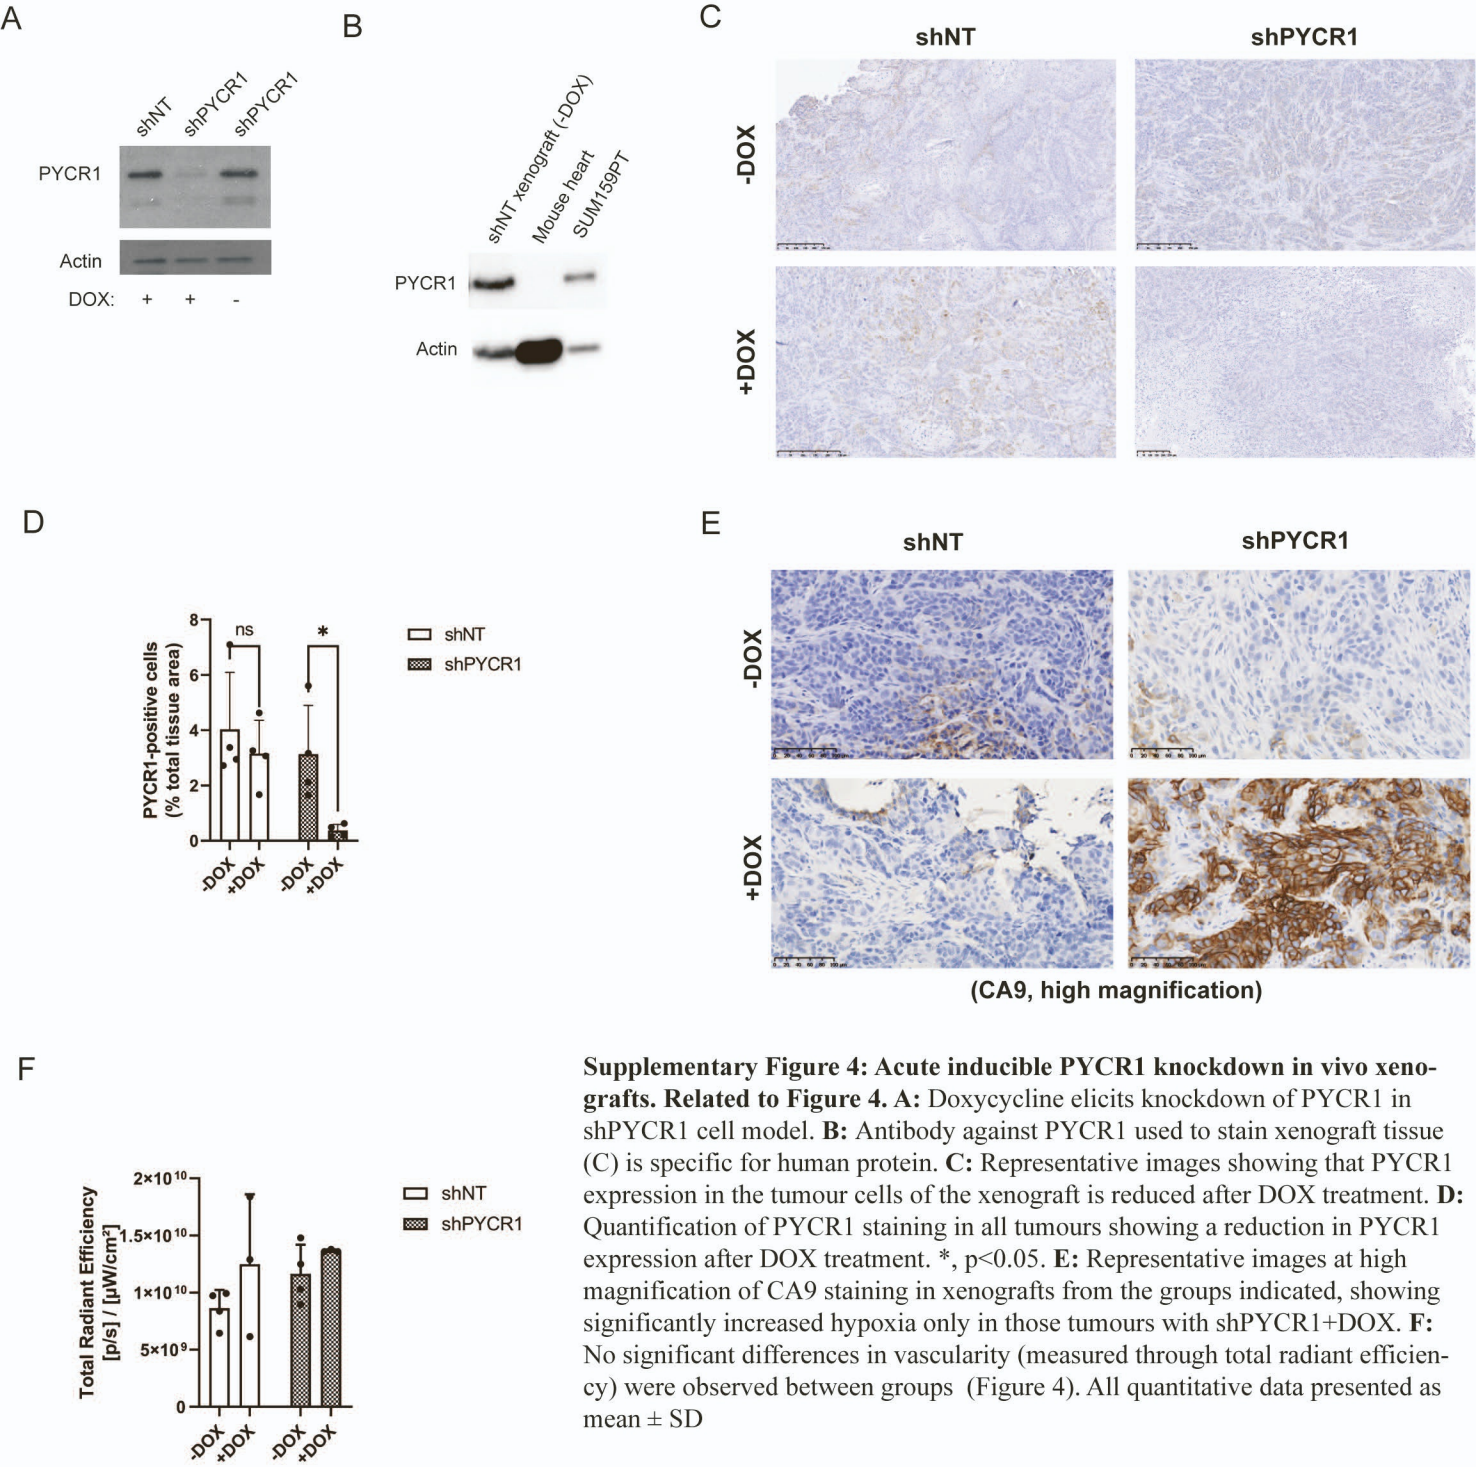 A
shNT
shPYCR1
shPYCR1
PYCR1
Actin
DOX: + + -
B
shNT xenograft (-DOX)
Mouse heart
SUM159PT
PYCR1
Actin
C
shNT shPYCR1
-DOX
+DOX
D
PYCR1-positive cells
(% total tissue area)
8
6
4
2
0
ns
*
-DOX
+DOX
-DOX
+DOX
shNT
shPYCR1
E
shNT shPYCR1
-DOX
+DOX
(CA9, high magnification)
F
Total Radiant Efficiency
[p/s] / [µW/cm²]
2×10¹⁰
1.5×10¹⁰
1×10¹⁰
5×10⁹
0
-DOX
+DOX
-DOX
+DOX
shNT
shPYCR1
Supplementary Figure 4: Acute inducible PYCR1 knockdown in vivo xeno-
grafts. Related to Figure 4. A: Doxycycline elicits knockdown of PYCR1 in
shPYCR1 cell model. B: Antibody against PYCR1 used to stain xenograft tissue
(C) is specific for human protein. C: Representative images showing that PYCR1
expression in the tumour cells of the xenograft is reduced after DOX treatment. D:
Quantification of PYCR1 staining in all tumours showing a reduction in PYCR1
expression after DOX treatment. *, p<0.05. E: Representative images at high
magnification of CA9 staining in xenografts from the groups indicated, showing
significantly increased hypoxia only in those tumours with shPYCR1+DOX. F:
No significant differences in vascularity (measured through total radiant efficien-
cy) were observed between groups (Figure 4). All quantitative data presented as
mean ± SD